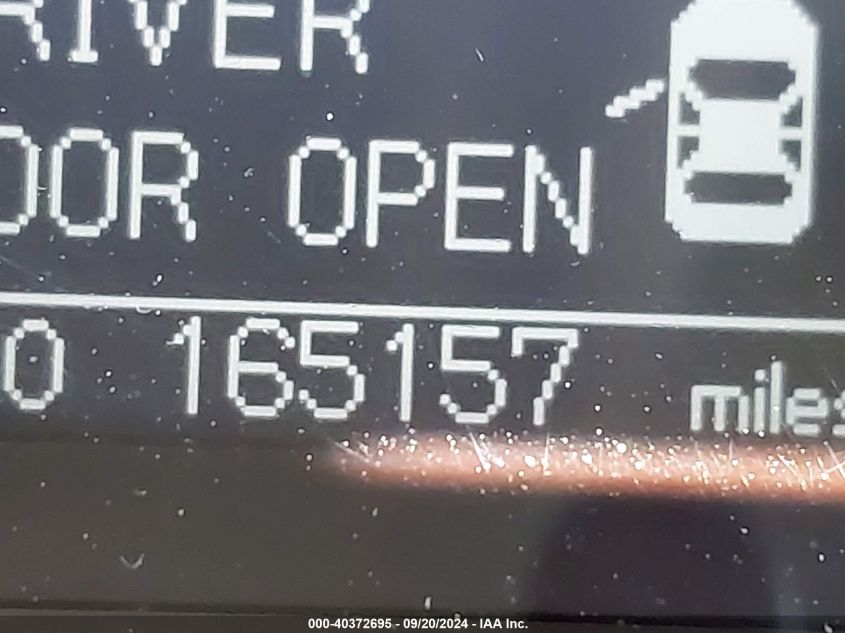 RIVER
OOR OPEN
0 165157 miles
000-40372695 - 09/20/2024 - IAA Inc.